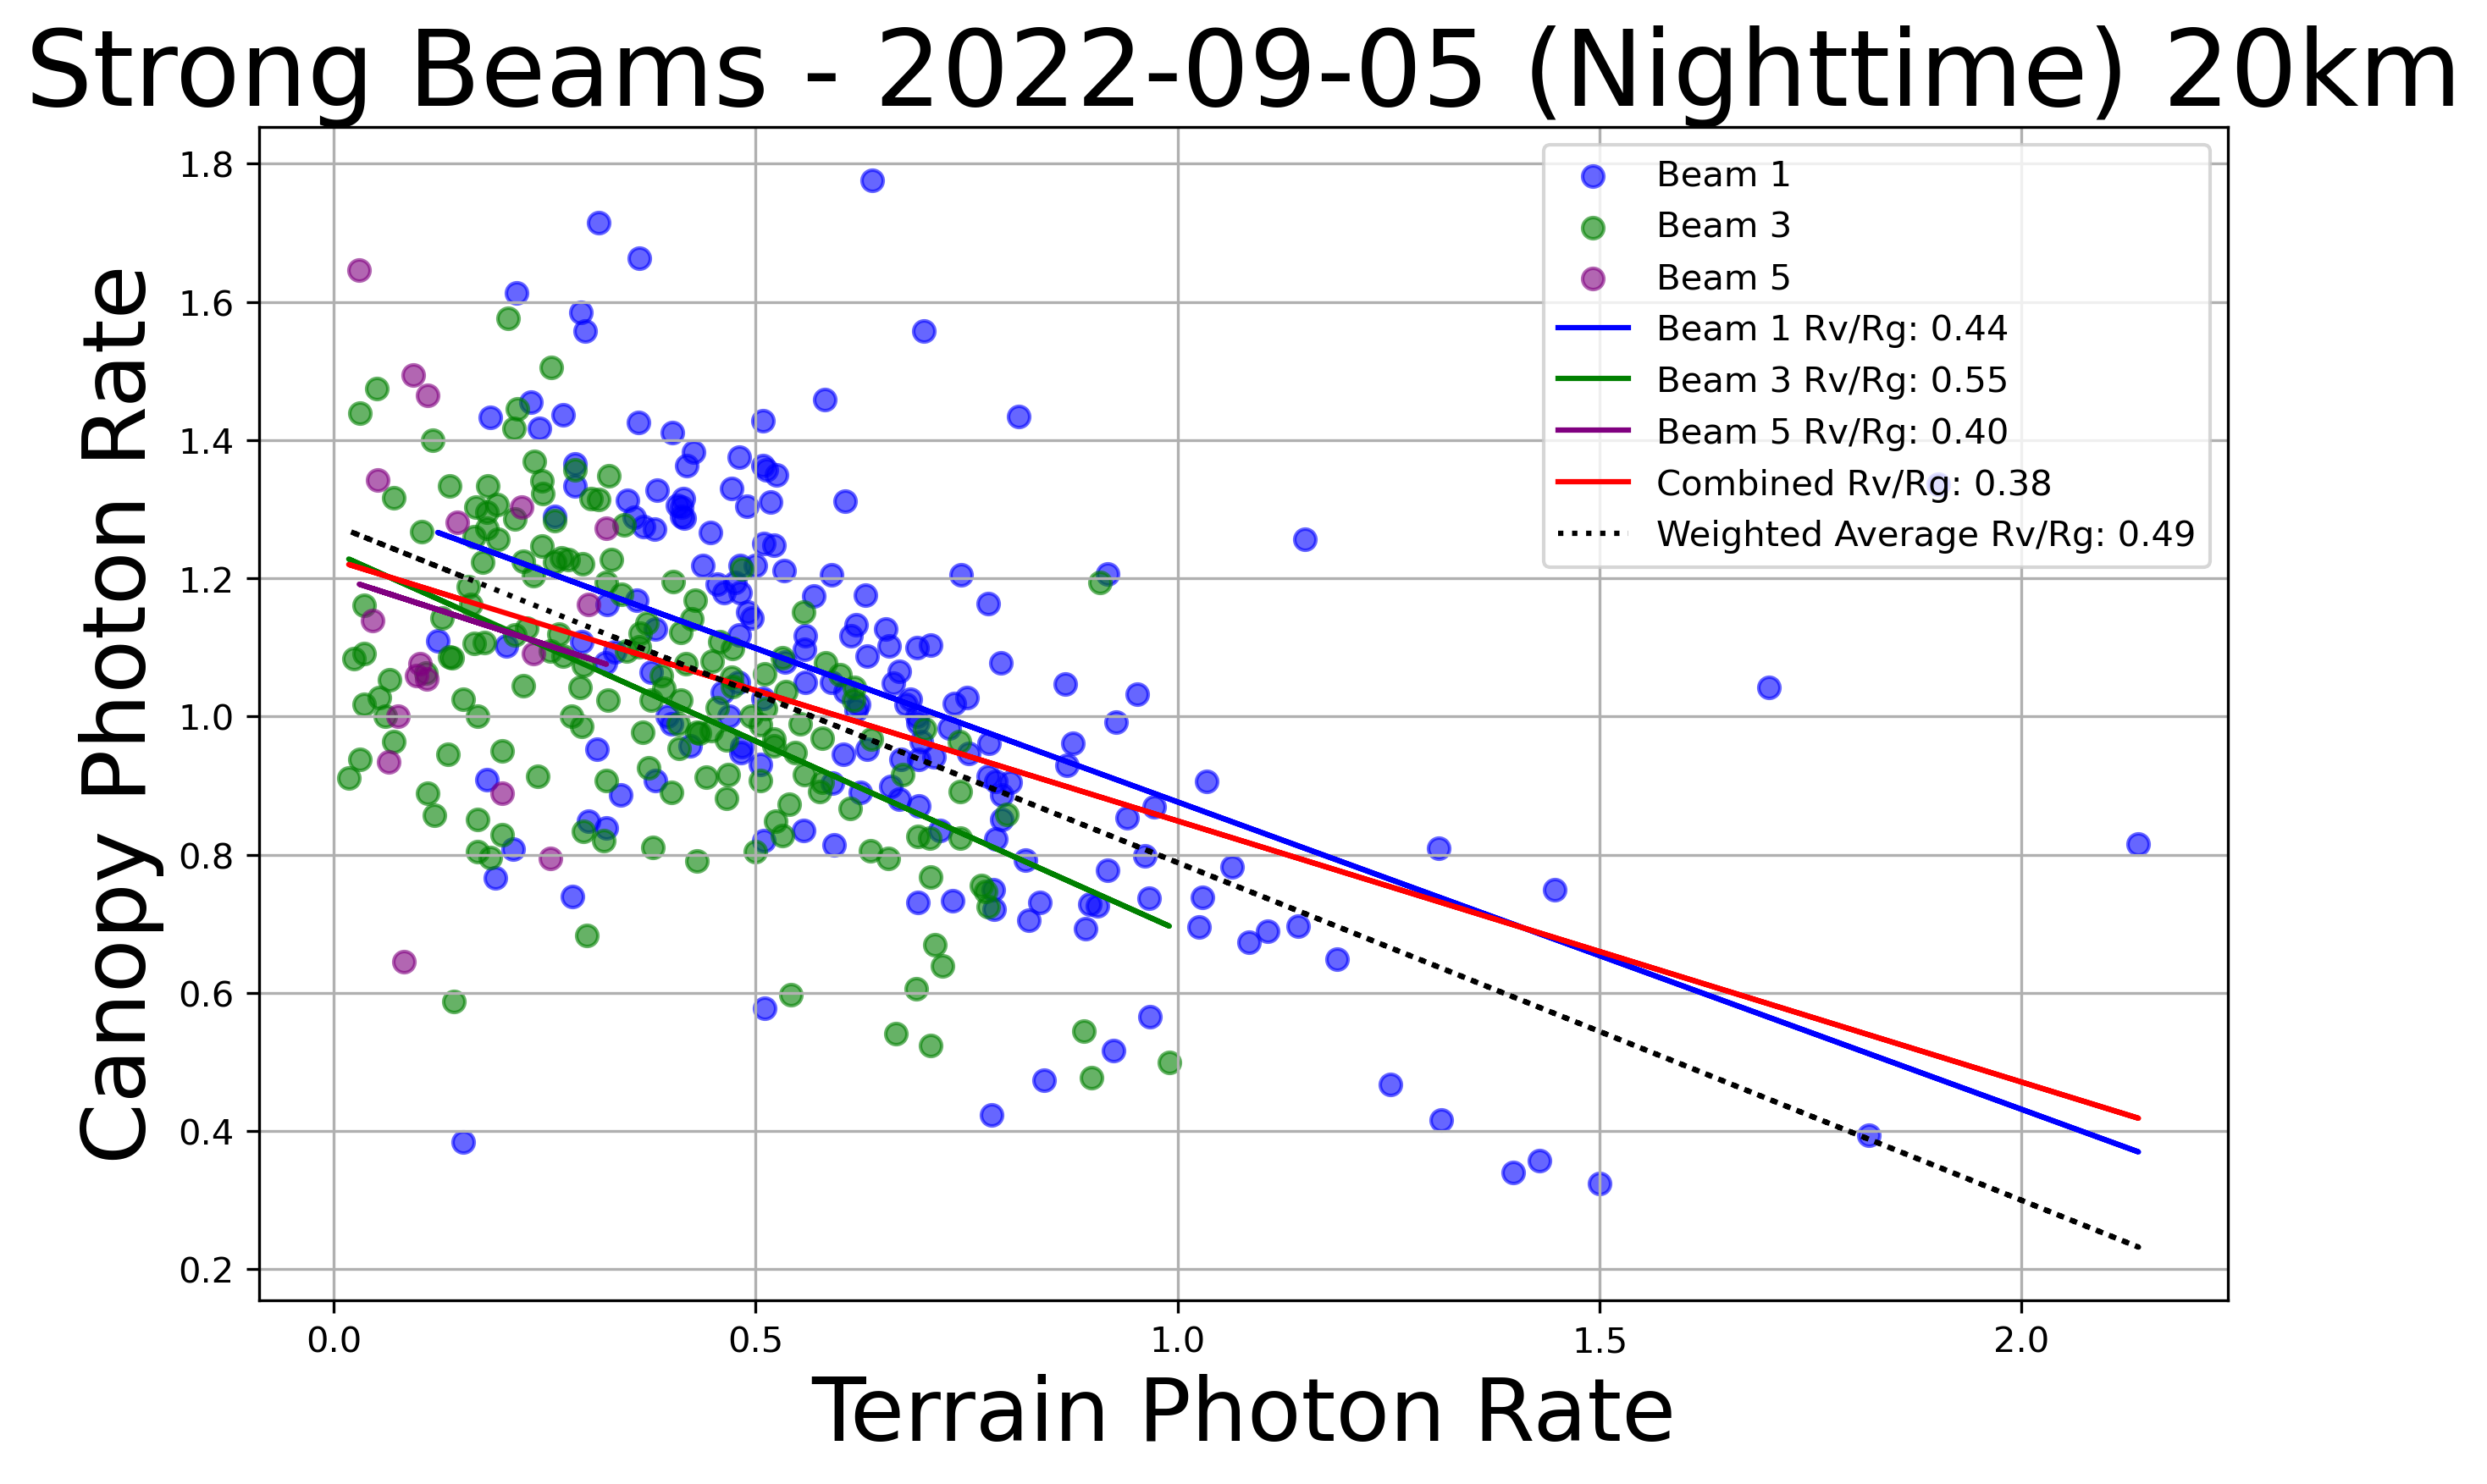 Strong Beams - 2022-09-05 (Nighttime) 20km
Canopy Photon Rate
1.8
1.6
1.4
1.2
1.0
0.8
0.6
0.4
0.2
Beam 1
Beam 3
Beam 5
Beam 1 Rv/Rg: 0.44
Beam 3 Rv/Rg: 0.55
Beam 5 Rv/Rg: 0.40
Combined Rv/Rg: 0.38
Weighted Average Rv/Rg: 0.49
0.0 0.5 1.0 1.5 2.0
Terrain Photon Rate